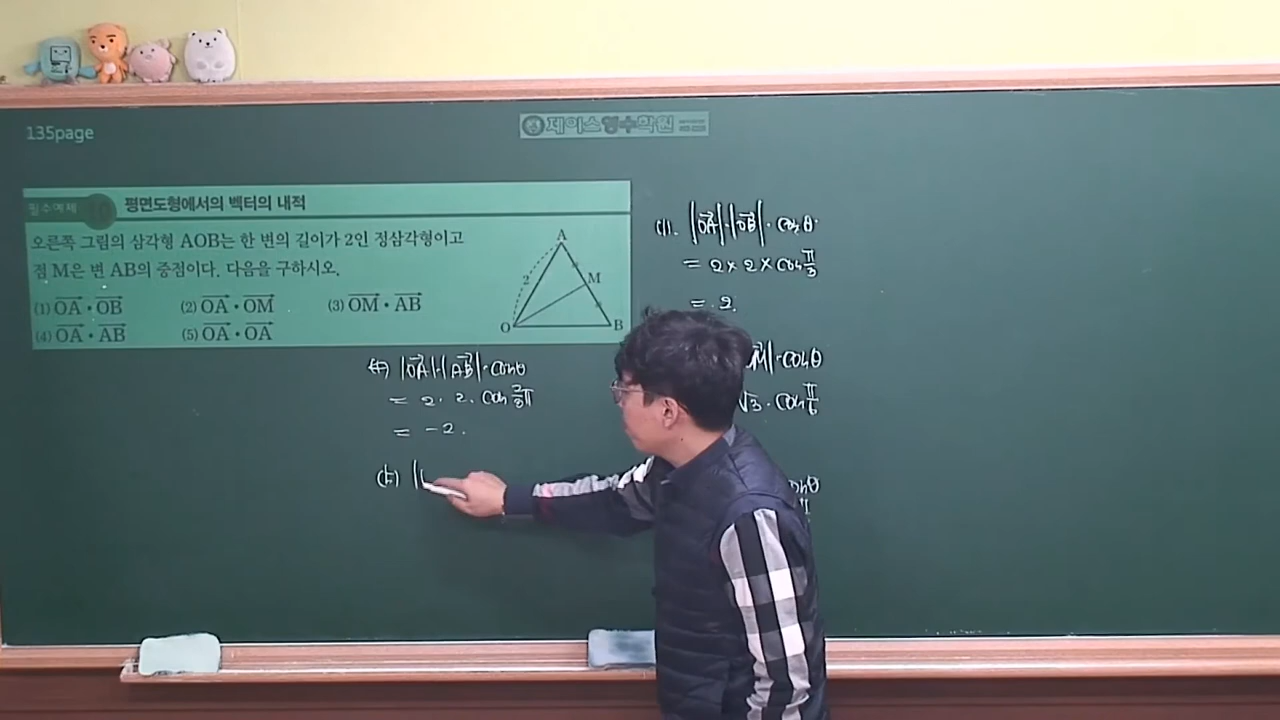 135page
제이스영수학원
필수예제 평면도형에서의 벡터의 내적
오른쪽 그림의 삼각형 AOB는 한 변의 길이가 2인 정삼각형이고
점 M은 변 AB의 중점이다. 다음을 구하시오.
(1) OA・OB (2) OA・OM (3) OM・AB
(4) OA・AB (5) OA・OA
A
2
M
O
B
(1). |OA|·|OB|·cosθ
= 2×2×cos π/3
= 2.
|·cosθ
√3·cos π/6
θ
(4) |OA|·|AB|·cosθ
= 2·2·cos 2/3π
= -2.
(5) |